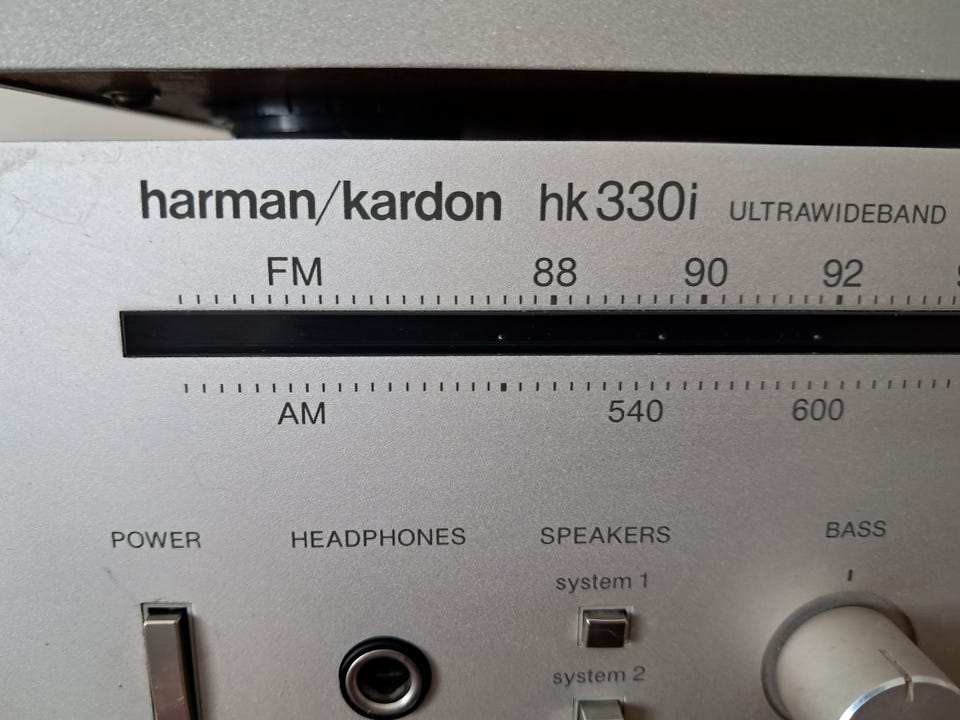 harman/kardon hk330i ULTRAWIDEBAND
FM 88 90 92
AM 540 600
POWER HEADPHONES SPEAKERS BASS
system 1
system 2